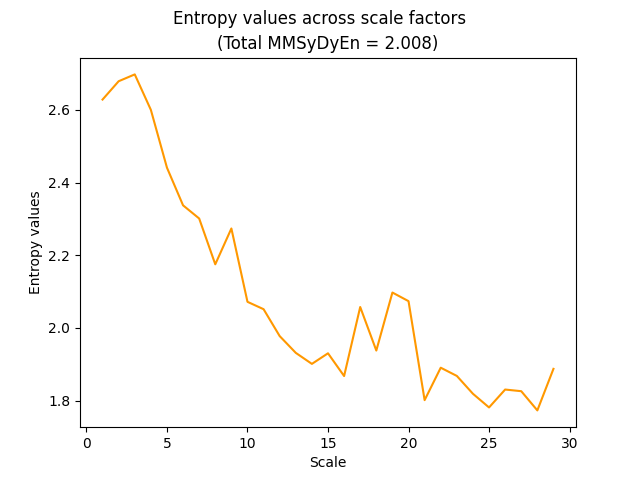 Entropy values across scale factors
(Total MMSyDyEn = 2.008)
Entropy values
2.6
2.4
2.2
2.0
1.8
0 5 10 15 20 25 30
Scale